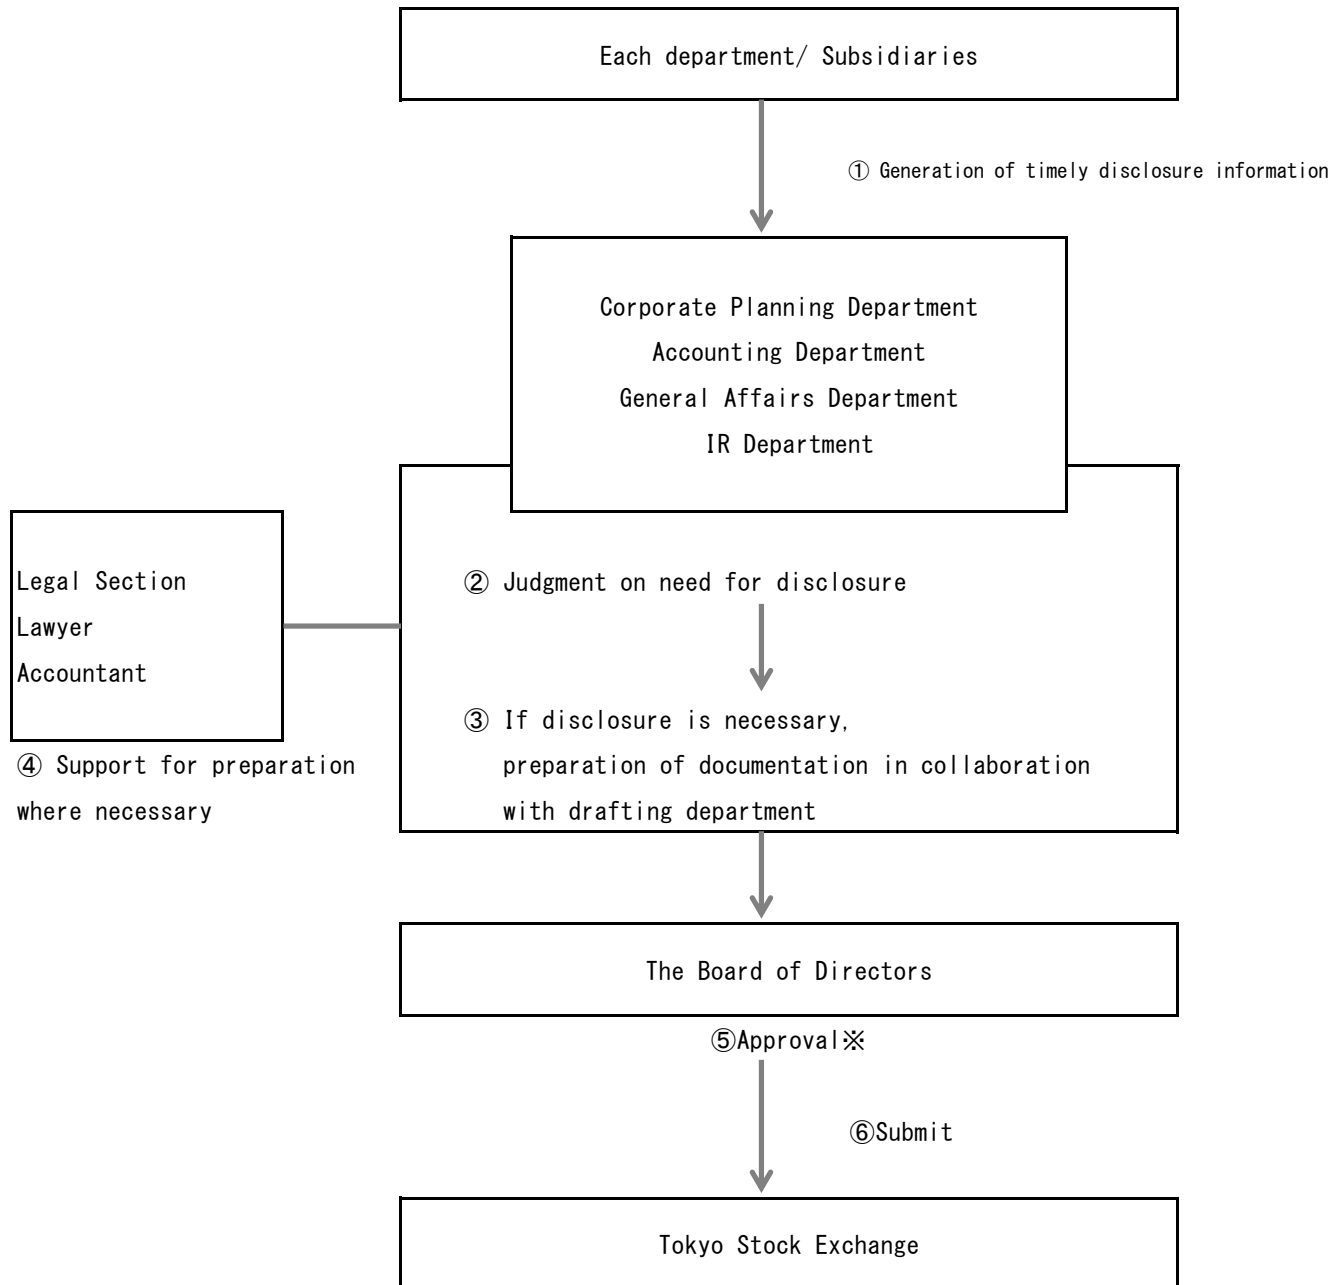 Each department/ Subsidiaries
① Generation of timely disclosure information
Corporate Planning Department
Accounting Department
General Affairs Department
IR Department
Legal Section
Lawyer
Accountant
④ Support for preparation
where necessary
② Judgment on need for disclosure
③ If disclosure is necessary,
preparation of documentation in collaboration
with drafting department
The Board of Directors
⑤Approval※
⑥Submit
Tokyo Stock Exchange